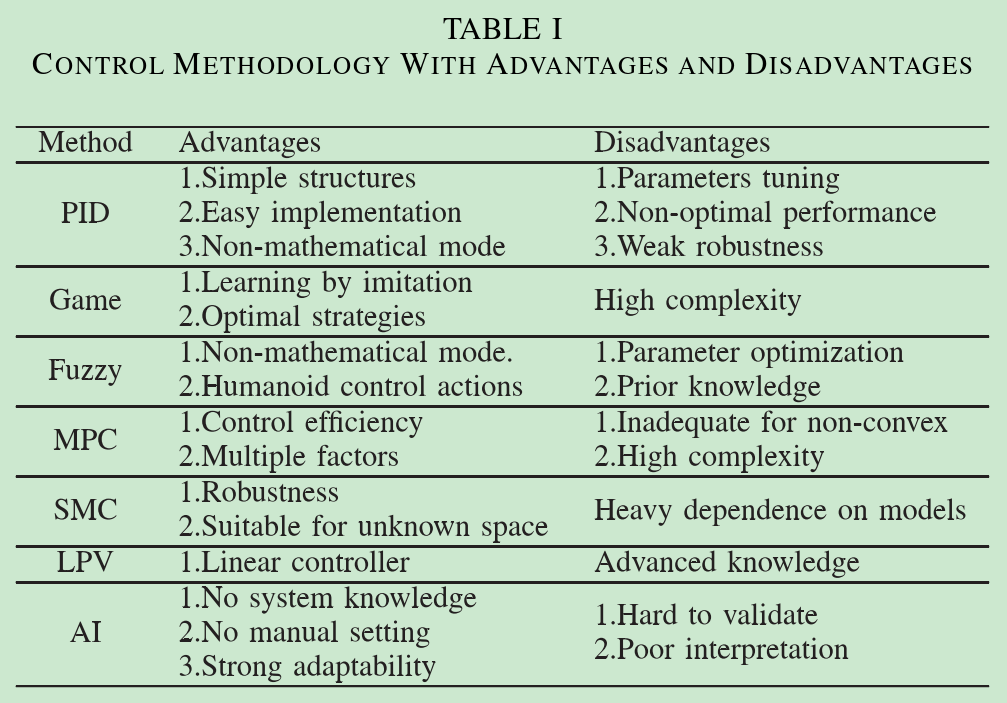 TABLE I
CONTROL METHODOLOGY WITH ADVANTAGES AND DISADVANTAGES
Method Advantages Disadvantages
PID
1.Simple structures
2.Easy implementation
3.Non-mathematical mode
1.Parameters tuning
2.Non-optimal performance
3.Weak robustness
Game
1.Learning by imitation
2.Optimal strategies
High complexity
Fuzzy
1.Non-mathematical mode.
2.Humanoid control actions
1.Parameter optimization
2.Prior knowledge
MPC
1.Control efficiency
2.Multiple factors
1.Inadequate for non-convex
2.High complexity
SMC
1.Robustness
2.Suitable for unknown space
Heavy dependence on models
LPV
1.Linear controller
Advanced knowledge
AI
1.No system knowledge
2.No manual setting
3.Strong adaptability
1.Hard to validate
2.Poor interpretation